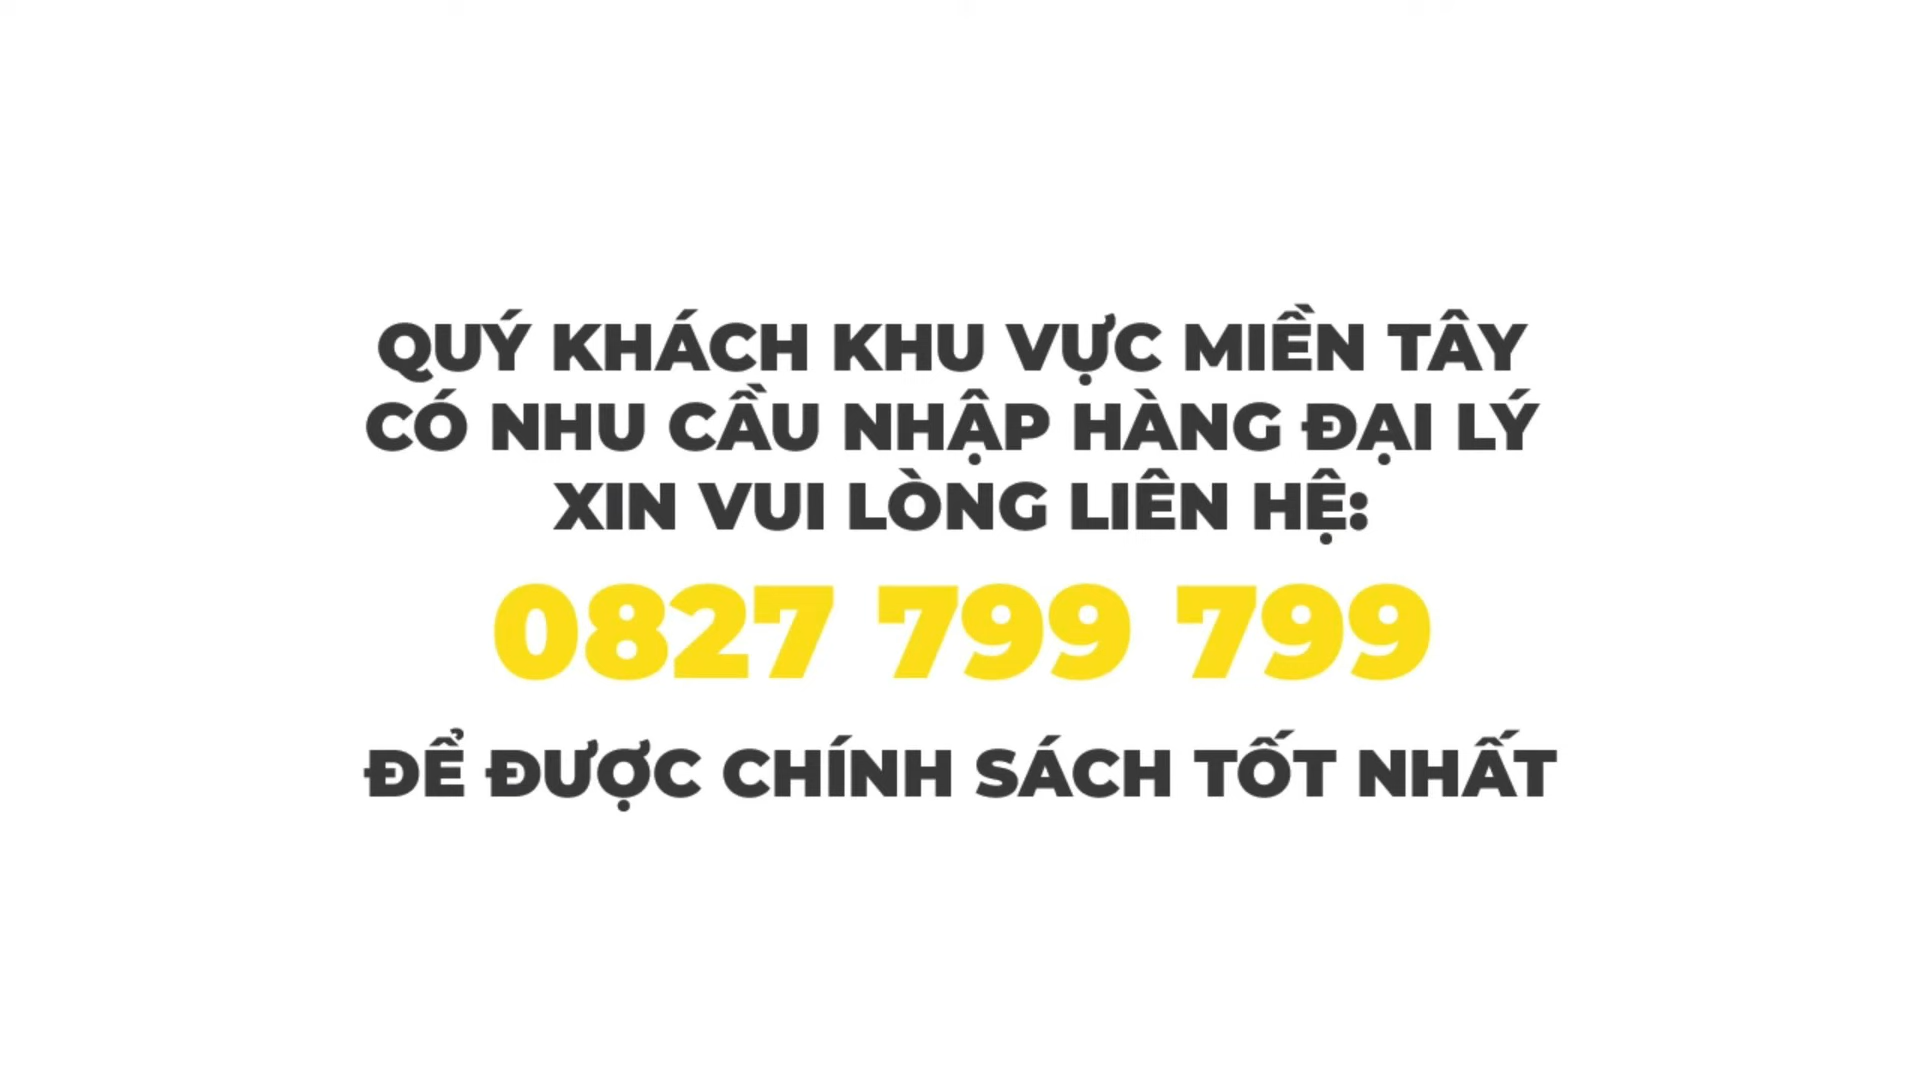 QUÝ KHÁCH KHU VỰC MIỀN TÂY
CÓ NHU CẦU NHẬP HÀNG ĐẠI LÝ
XIN VUI LÒNG LIÊN HỆ:
0827 799 799
ĐỂ ĐƯỢC CHÍNH SÁCH TỐT NHẤT